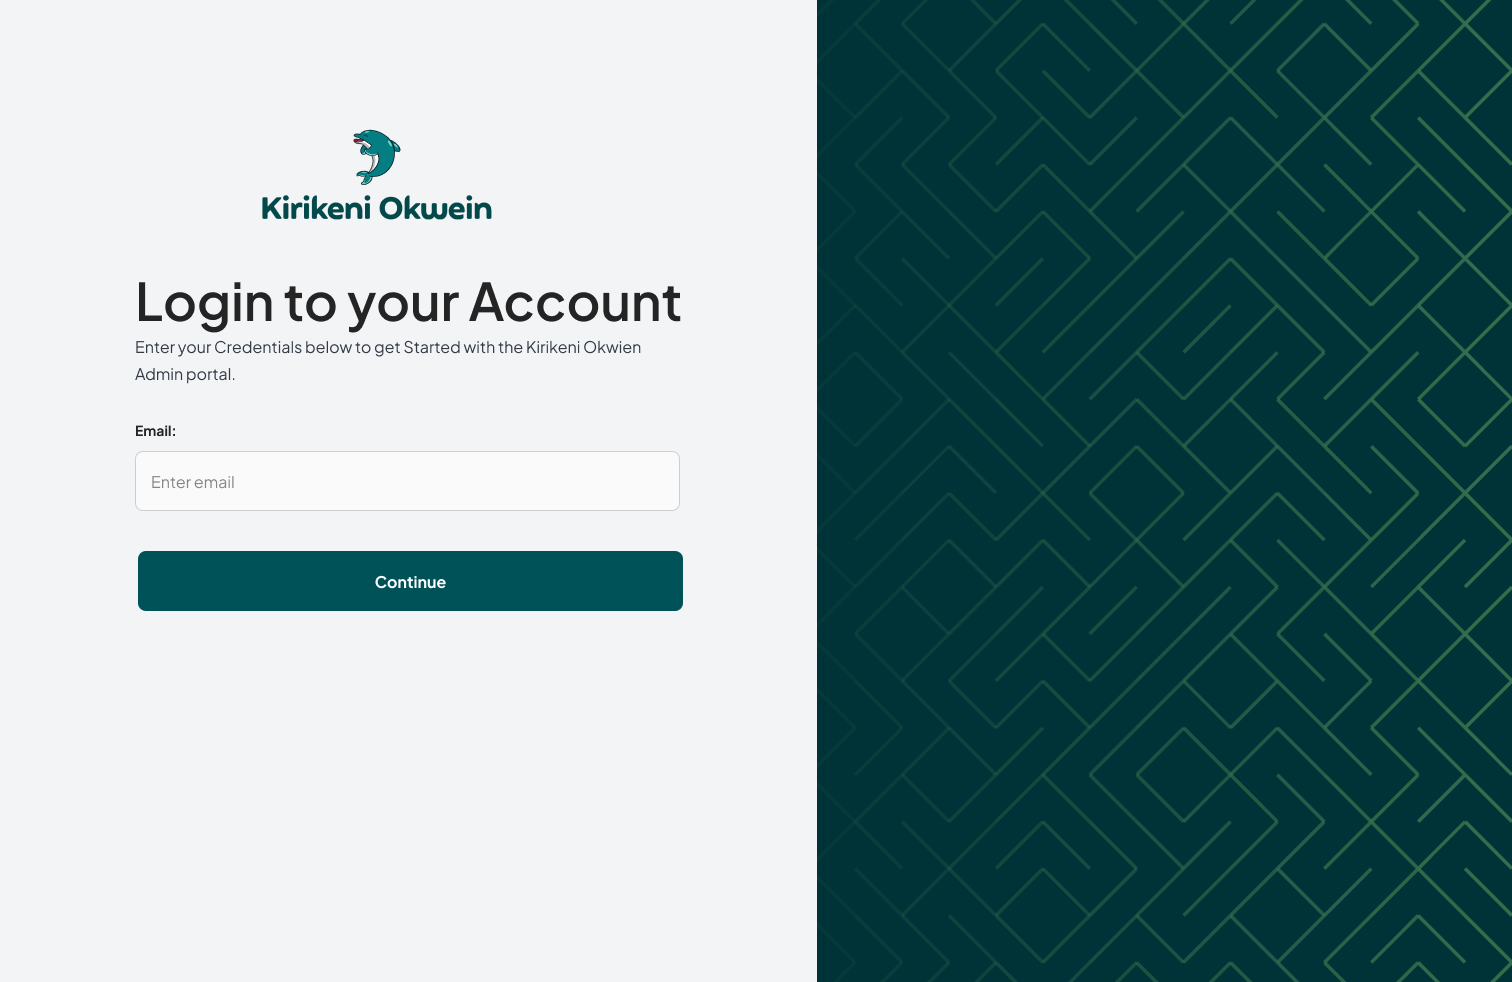 Kirikeni Okwein
Login to your Account
Enter your Credentials below to get Started with the Kirikeni Okwien
Admin portal.
Email:
Enter email
Continue